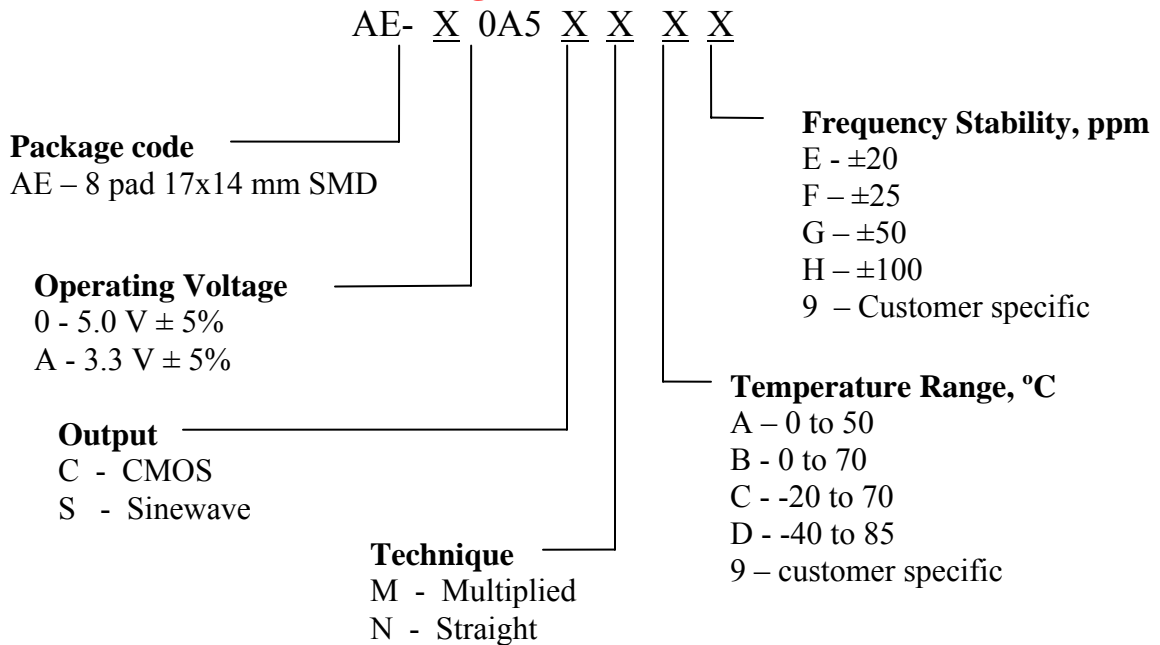 AE- X 0A5 X X X X
Package code
AE – 8 pad 17x14 mm SMD
Operating Voltage
0 - 5.0 V ± 5%
A - 3.3 V ± 5%
Output
C - CMOS
S - Sinewave
Technique
M - Multiplied
N - Straight
Frequency Stability, ppm
E - ±20
F – ±25
G – ±50
H – ±100
9 – Customer specific
Temperature Range, ºC
A – 0 to 50
B - 0 to 70
C - -20 to 70
D - -40 to 85
9 – customer specific